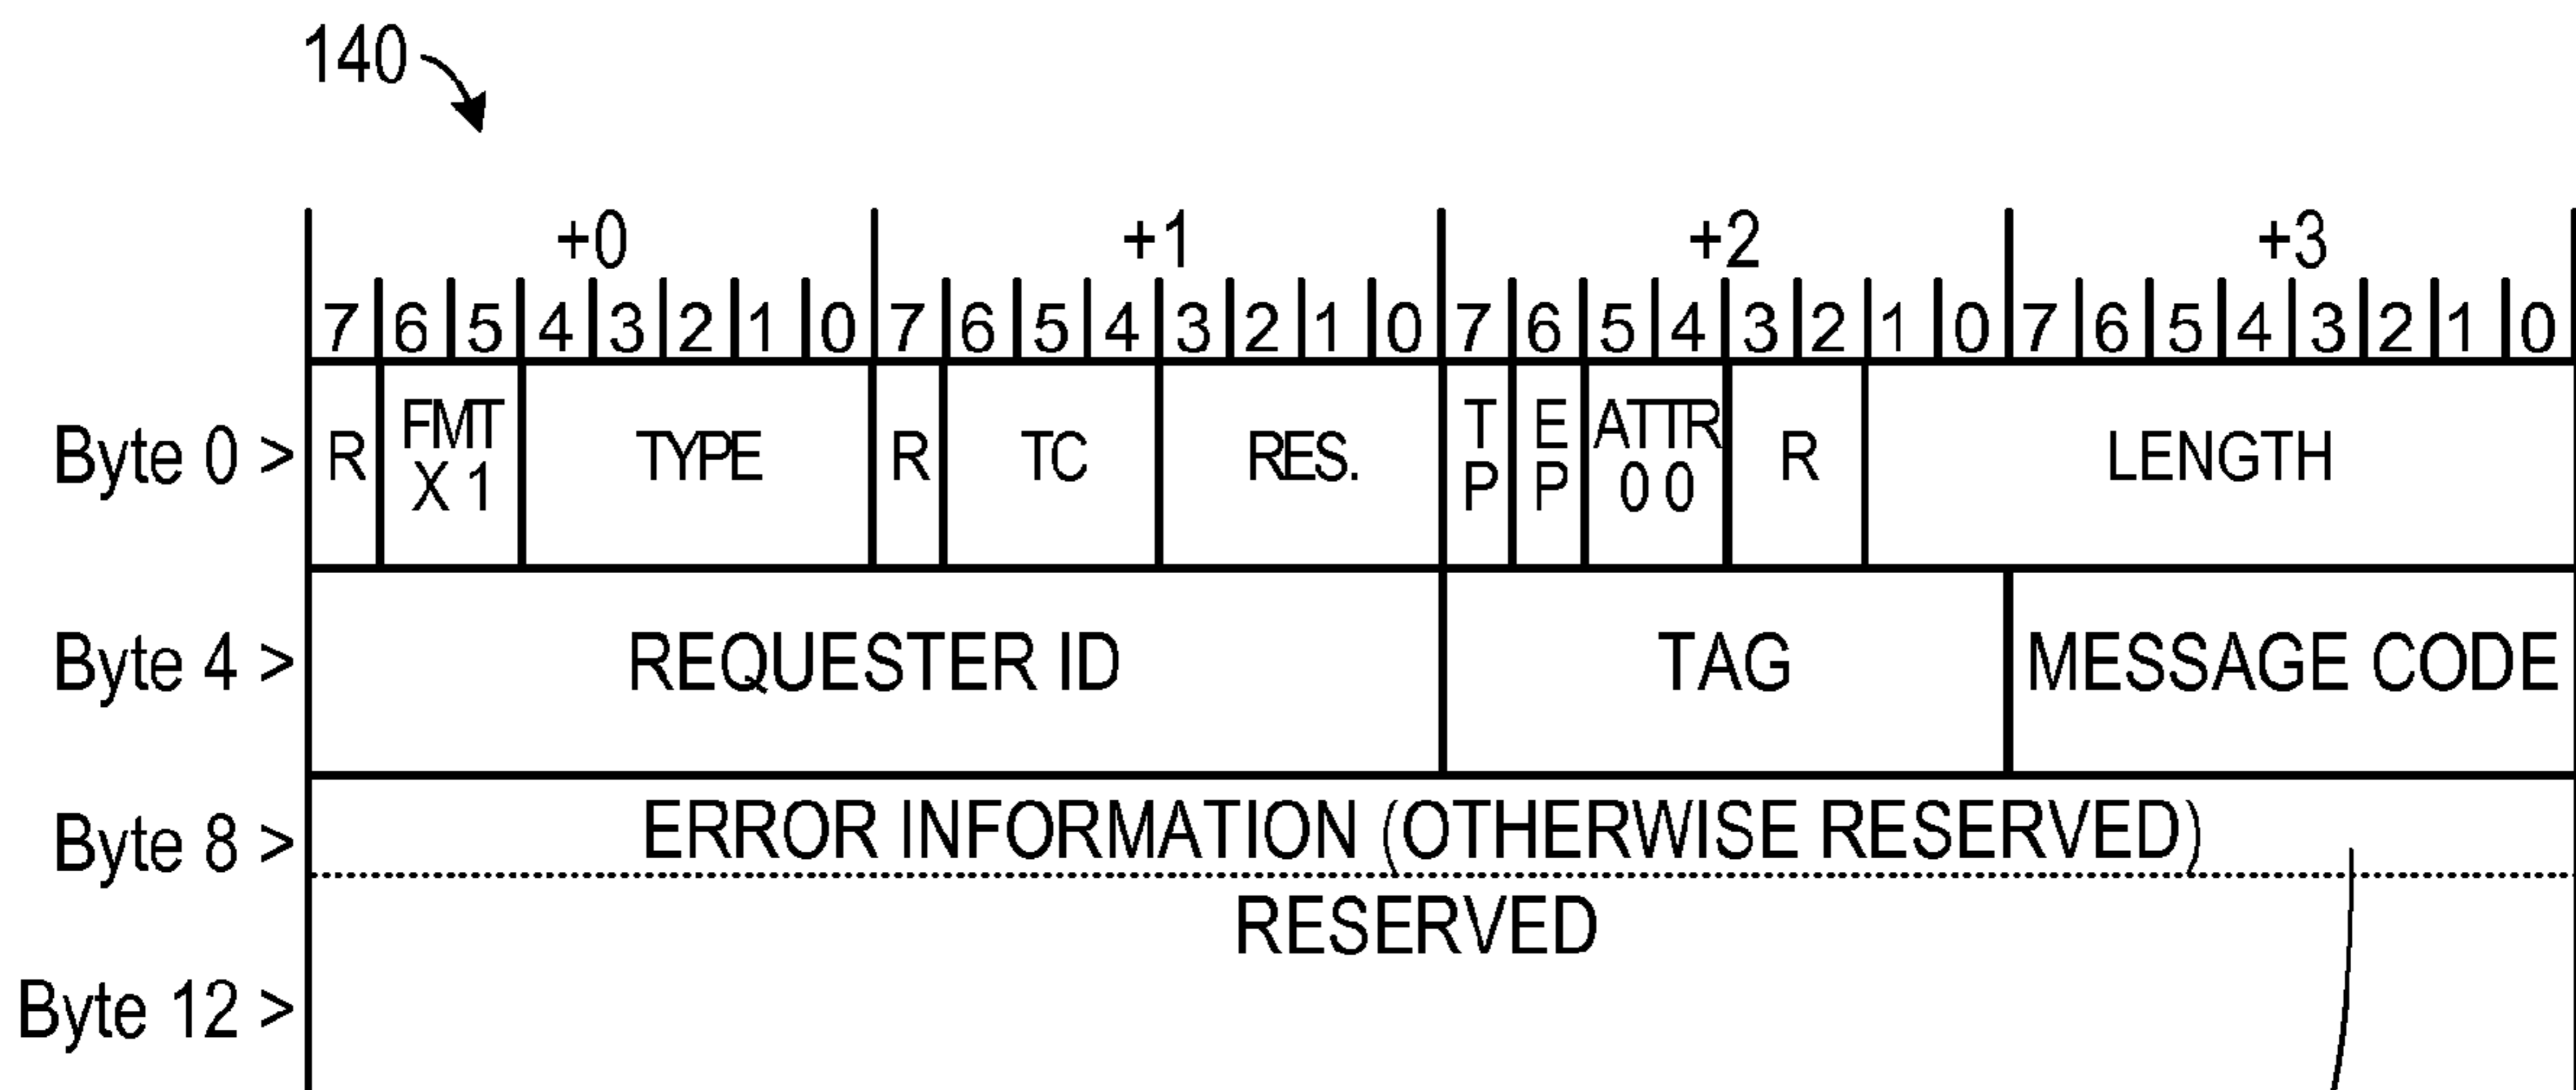 140
+0 +1 +2 +3
7 6 5 4 3 2 1 0 7 6 5 4 3 2 1 0 7 6 5 4 3 2 1 0 7 6 5 4 3 2 1 0
Byte 0 > R FMT X 1 TYPE R TC RES. T P E P ATTR 0 0 R LENGTH
Byte 4 > REQUESTER ID TAG MESSAGE CODE
Byte 8 > ERROR INFORMATION (OTHERWISE RESERVED)
RESERVED
Byte 12 >